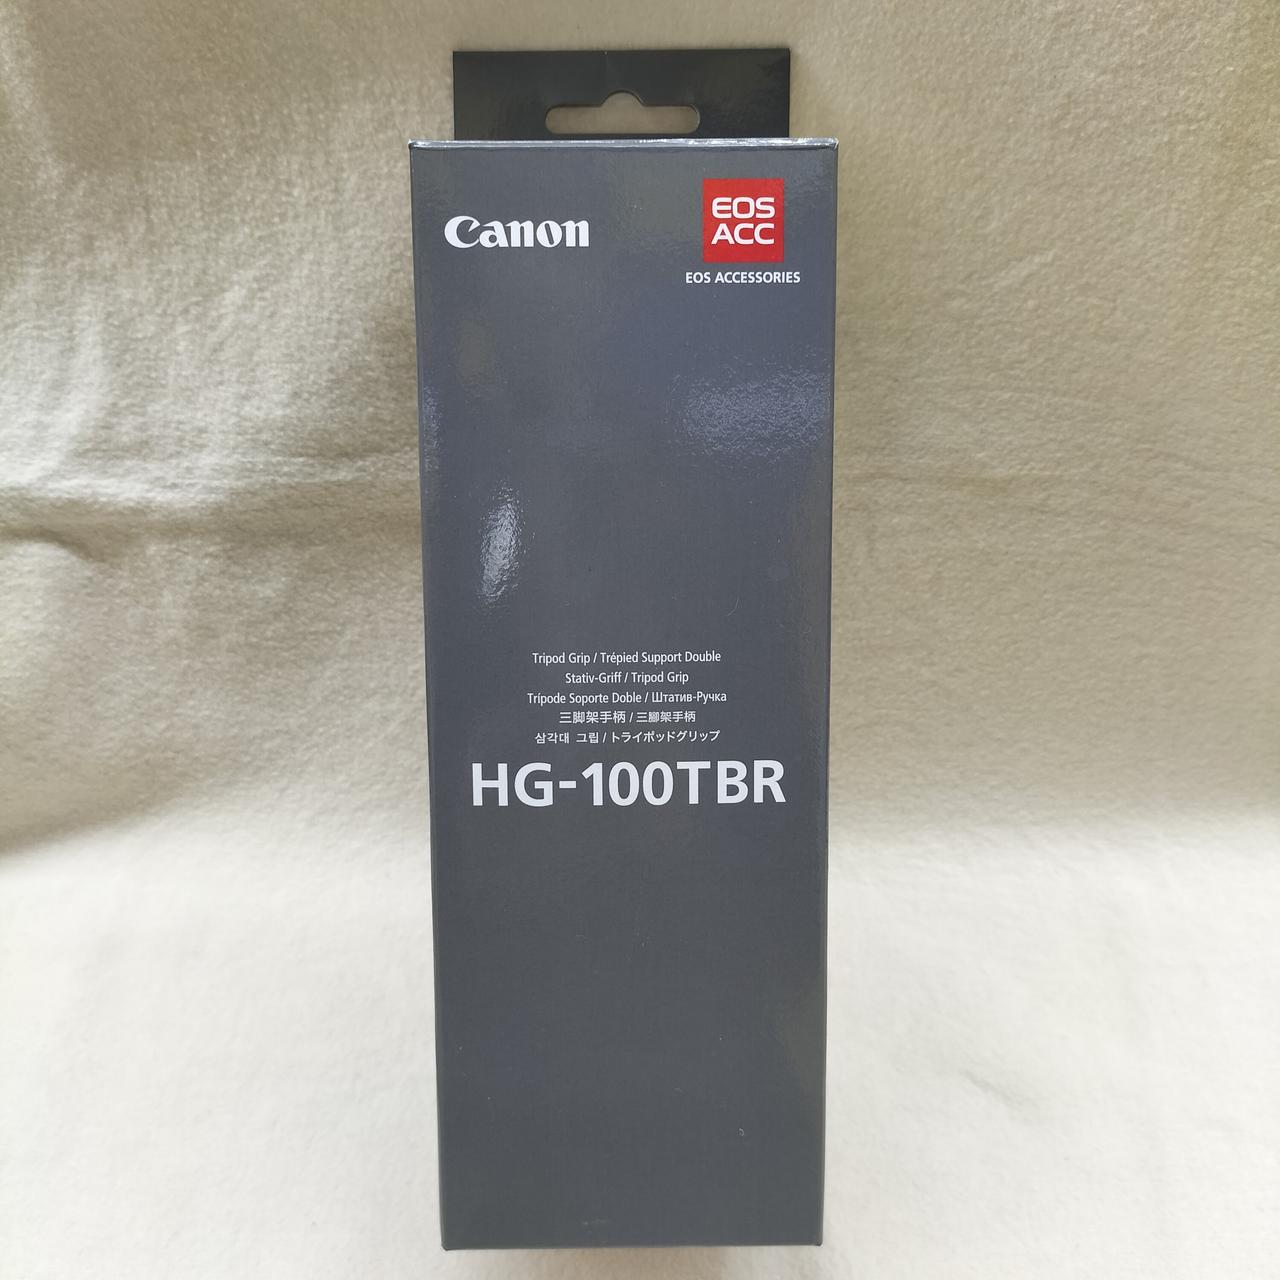 Canon
EOS
ACC
EOS ACCESSORIES
Tripod Grip / Trépied Support Double
Stativ-Griff / Tripod Grip
Trípode Soporte Doble / Штатив-Ручка
三脚架手柄 / 三腳架手柄
삼각대 그립 / トライポッドグリップ
HG-100TBR